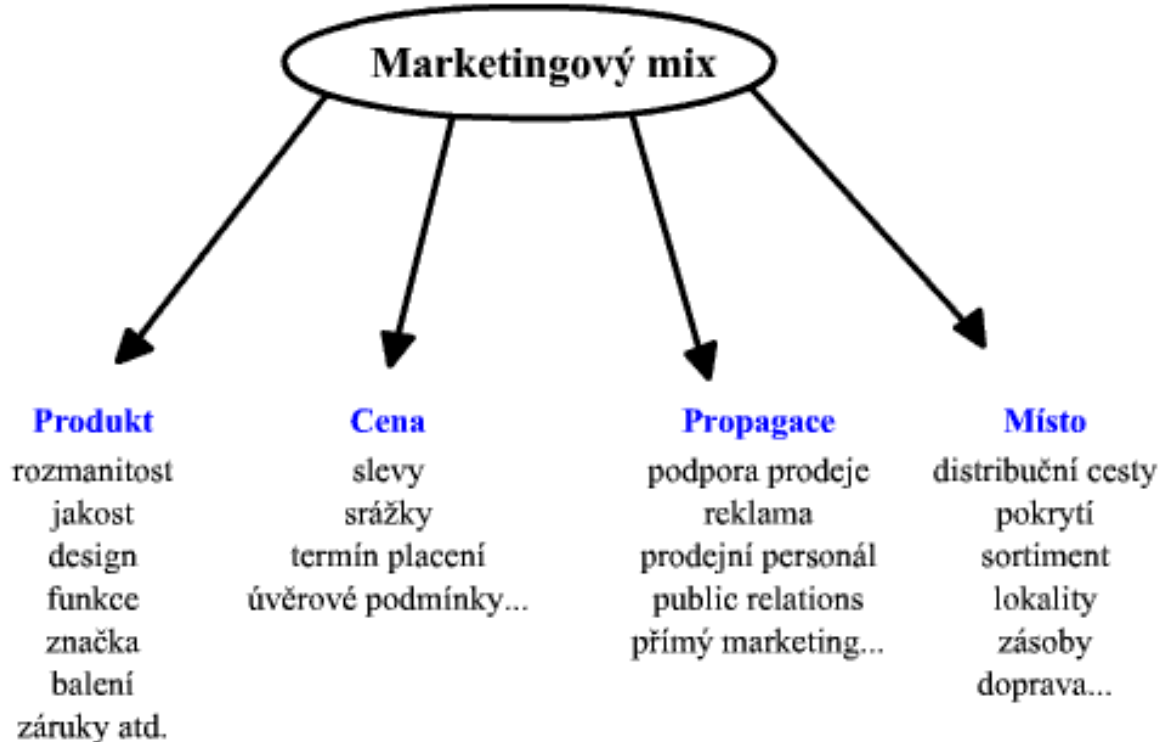 Marketingový mix
Produkt
rozmanitost
jakost
design
funkce
značka
balení
záruky atd.
Cena
slevy
srážky
termín placení
úvěrové podmínky...
Propagace
podpora prodeje
reklama
prodejní personál
public relations
přímý marketing...
Místo
distribuční cesty
pokrytí
sortiment
lokality
zásoby
doprava...